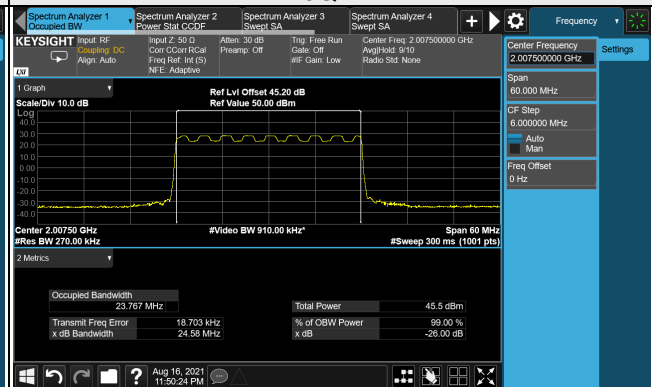 Spectrum Analyzer 1
Occupied BW
Spectrum Analyzer 2
Power Stat CCDF
Spectrum Analyzer 3
Swept SA
Spectrum Analyzer 4
Swept SA
Frequency
KEYSIGHT
LXI
Input: RF
Coupling: DC
Align: Auto
Input Z: 50 Ω
Corr CCorr RCal
Freq Ref: Int (S)
NFE: Adaptive
Atten: 30 dB
Preamp: Off
Trig: Free Run
Gate: Off
#IF Gain: Low
Center Freq: 2.007500000 GHz
Avg|Hold: 9/10
Radio Std: None
Center Frequency
2.007500000 GHz
Settings
Span
60.000 MHz
CF Step
6.000000 MHz
Auto
Man
Freq Offset
0 Hz
1 Graph
Scale/Div 10.0 dB
Ref Lvl Offset 45.20 dB
Ref Value 50.00 dBm
Log
40.0
30.0
20.0
10.0
0.00
-10.0
-20.0
-30.0
-40.0
Center 2.00750 GHz
#Res BW 270.00 kHz
#Video BW 910.00 kHz*
Span 60 MHz
#Sweep 300 ms (1001 pts)
2 Metrics
Occupied Bandwidth
23.767 MHz
Total Power 45.5 dBm
Transmit Freq Error 18.703 kHz
% of OBW Power 99.00 %
x dB Bandwidth 24.58 MHz
x dB -26.00 dB
?
Aug 16, 2021
11:50:24 PM